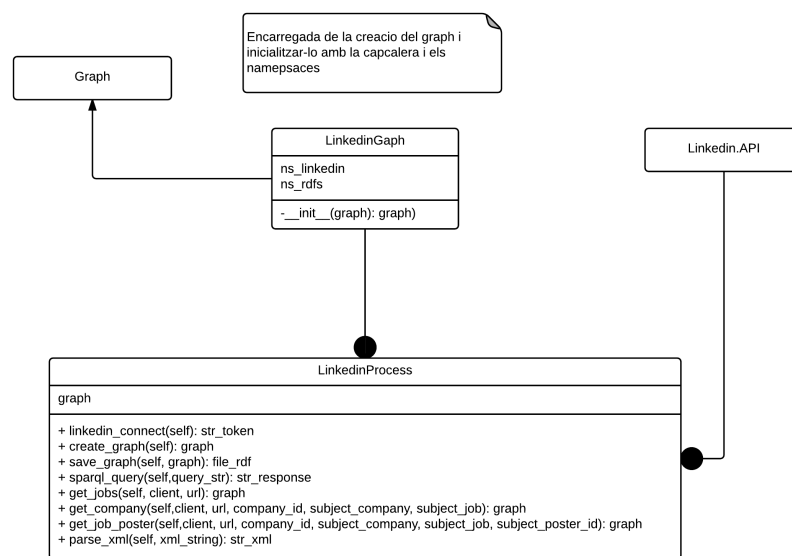 Encarregada de la creacio del graph i
inicialitzar-lo amb la capcalera i els
namepsaces
Graph
LinkedinGaph
ns_linkedin
ns_rdfs
-__init__(graph): graph)
Linkedin.API
LinkedinProcess
graph
+ linkedin_connect(self): str_token
+ create_graph(self): graph
+ save_graph(self, graph): file_rdf
+ sparql_query(self,query_str): str_response
+ get_jobs(self, client, url): graph
+ get_company(self,client, url, company_id, subject_company, subject_job): graph
+ get_job_poster(self,client, url, company_id, subject_company, subject_job, subject_poster_id): graph
+ parse_xml(self, xml_string): str_xml